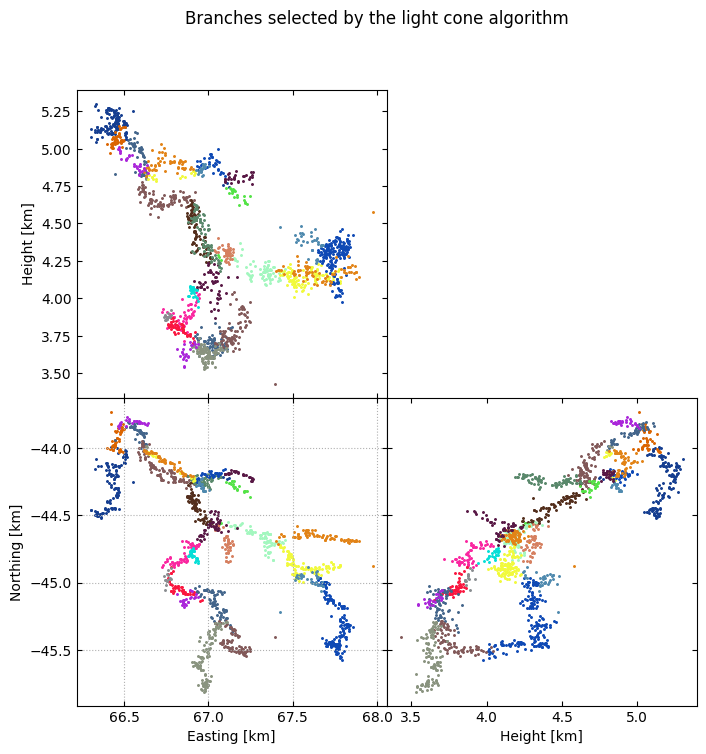 Branches selected by the light cone algorithm
5.25
5.00
4.75
4.50
4.25
4.00
3.75
3.50
Height [km]
−44.0
−44.5
−45.0
−45.5
Northing [km]
66.5 67.0 67.5 68.0 3.5 4.0 4.5 5.0
Easting [km] Height [km]